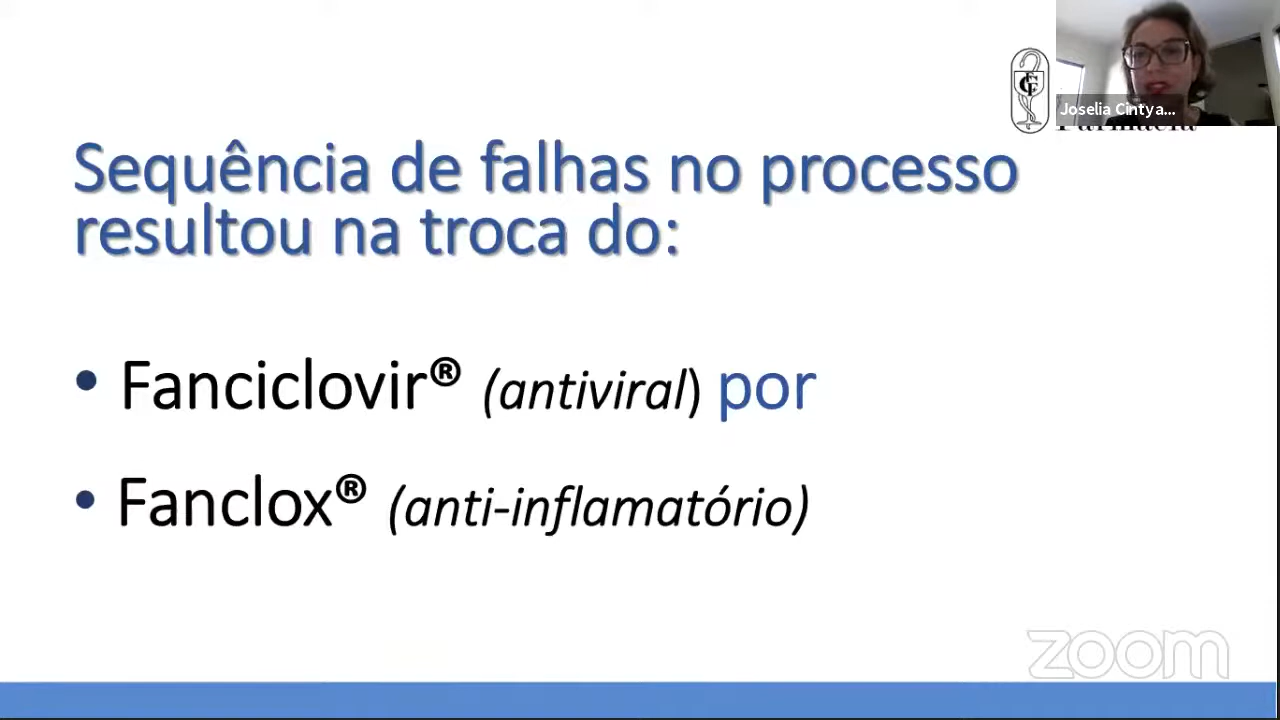 Joselia Cintya...
Sequência de falhas no processo
resultou na troca do:
• Fanciclovir® (antiviral) por
• Fanclox® (anti-inflamatório)
zoom